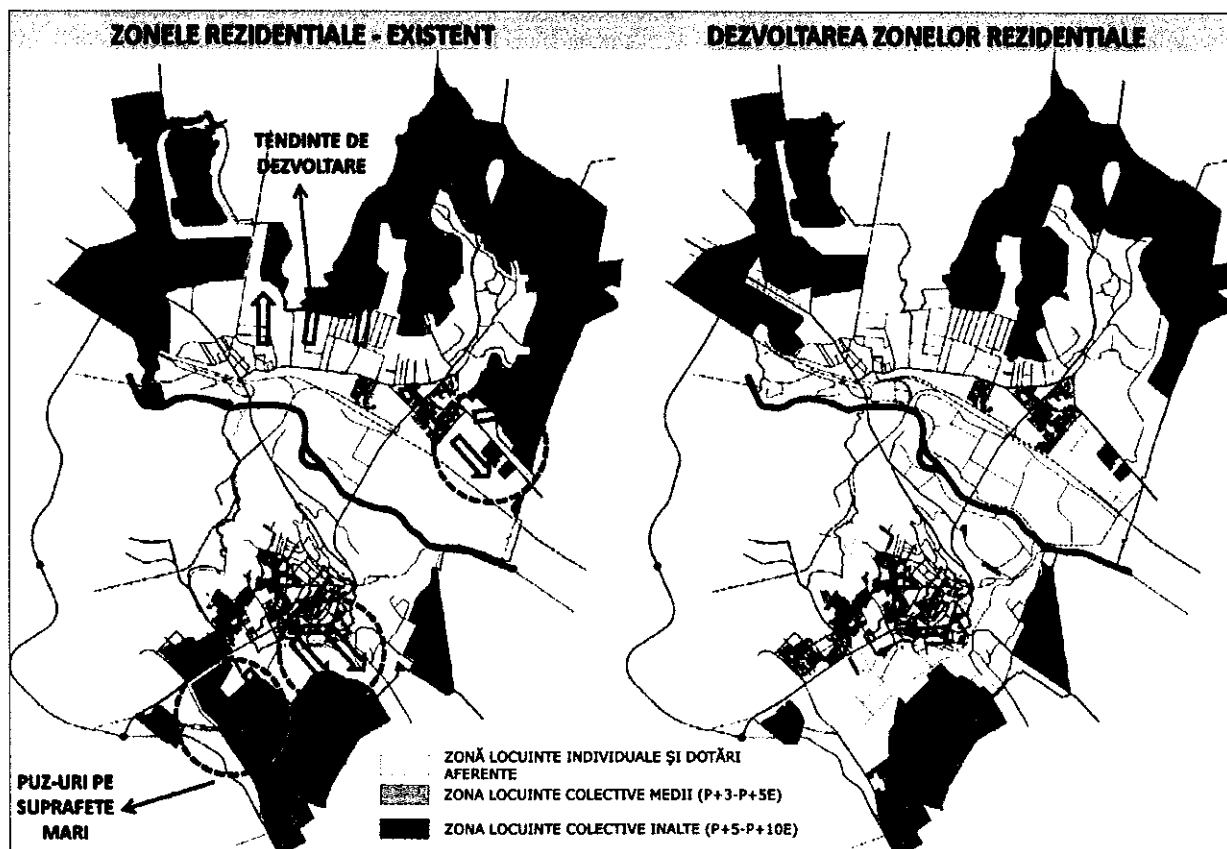 ZONELE REZIDENTIALE - EXISTENT
DEZVOLTAREA ZONELOR REZIDENTIALE
TENDINTE DE
DEZVOLTARE
PUZ-URI PE
SUPRAFETE
MARI
ZONĂ LOCUINTE INDIVIDUALE ŞI DOTĂRI
AFERENTE
ZONA LOCUINTE COLECTIVE MEDII (P+3-P+5E)
ZONA LOCUINTE COLECTIVE INALTE (P+5-P+10E)